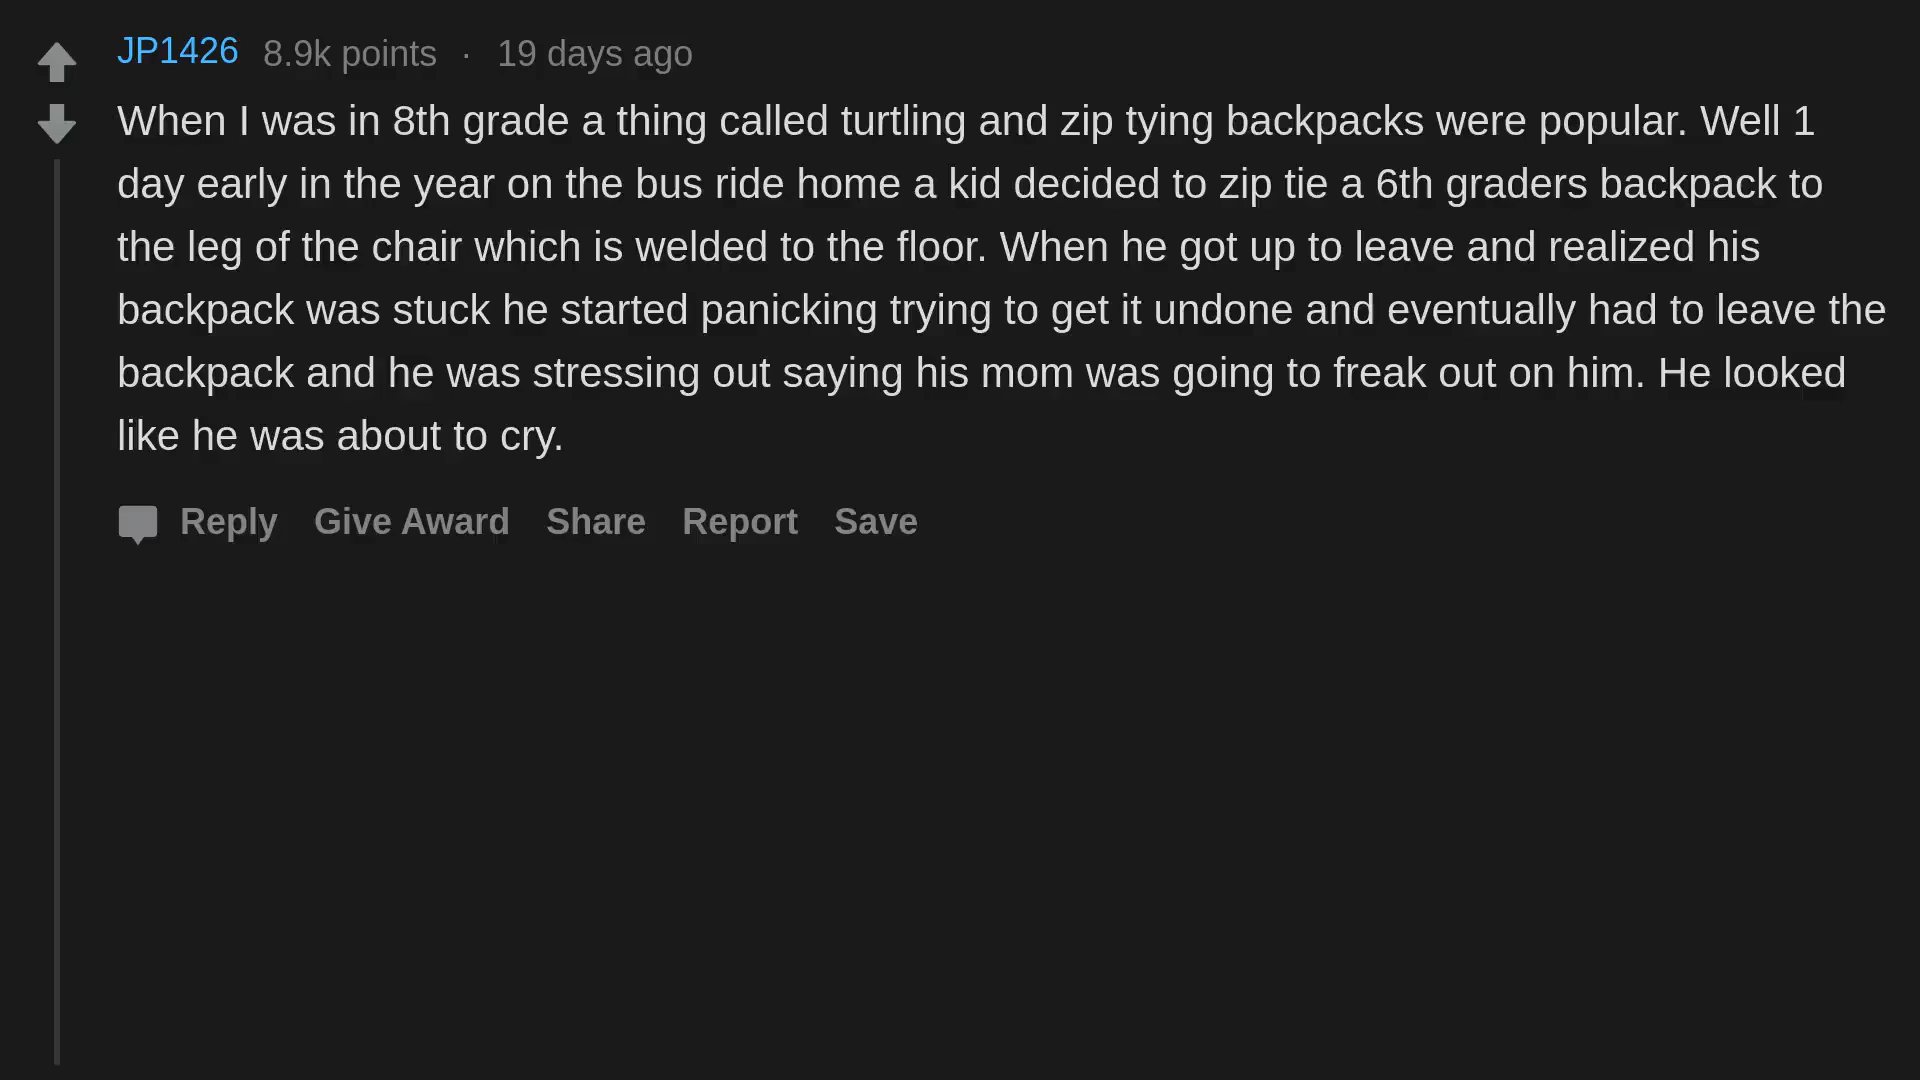 JP1426 8.9k points · 19 days ago
When I was in 8th grade a thing called turtling and zip tying backpacks were popular. Well 1
day early in the year on the bus ride home a kid decided to zip tie a 6th graders backpack to
the leg of the chair which is welded to the floor. When he got up to leave and realized his
backpack was stuck he started panicking trying to get it undone and eventually had to leave the
backpack and he was stressing out saying his mom was going to freak out on him. He looked
like he was about to cry.
Reply Give Award Share Report Save